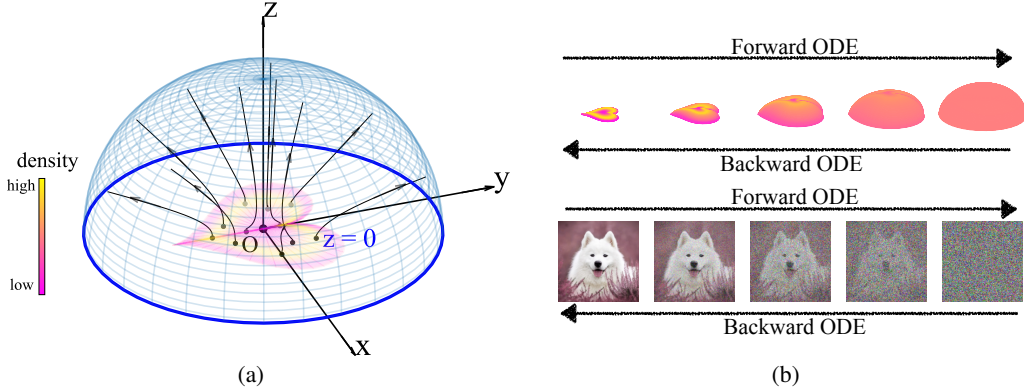 z
density
high
low
y
O
z = 0
x
(a)
Forward ODE
Backward ODE
Forward ODE
Backward ODE
(b)